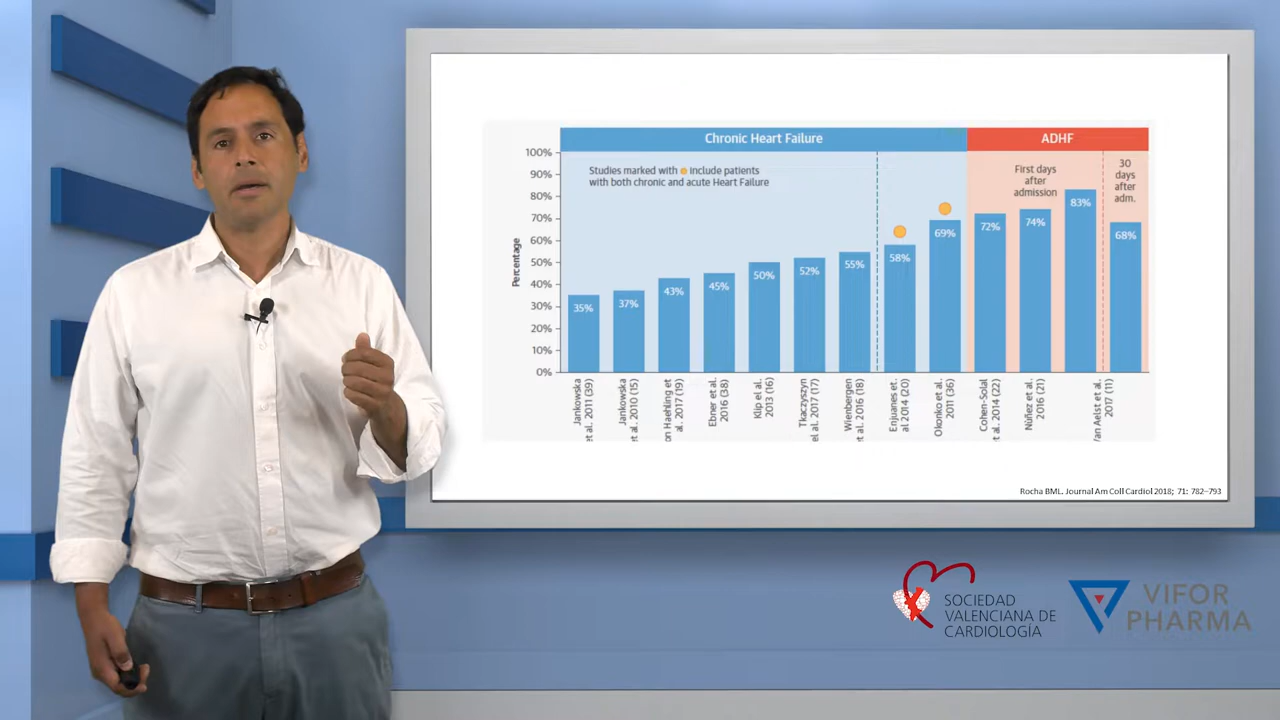 Chronic Heart Failure
ADHF
100%
90%
80%
70%
60%
50%
40%
30%
20%
10%
0%
Percentage
Studies marked with include patients
with both chronic and acute Heart Failure
First days
after
admission
30
days
after
adm.
35%
37%
43%
45%
50%
52%
55%
58%
69%
72%
74%
83%
68%
Jankowska
et al. 2011 (39)
Jankowska
et al. 2010 (15)
on Haehling et
al. 2017 (19)
Ebner et al.
2016 (38)
Klip et al.
2013 (16)
Tkaczyszyn
el al. 2017 (17)
Wienbergen
et al. 2016 (18)
Enjuanes et.
al 2014 (20)
Okonko et al.
2011 (36)
Cohen-Solal
et al. 2014 (22)
Núñez et al.
2016 (21)
Van Aelst et al.
2017 (11)
Rocha BML. Journal Am Coll Cardiol 2018; 71: 782–793
SOCIEDAD
VALENCIANA DE
CARDIOLOGÍA
VIFOR
PHARMA